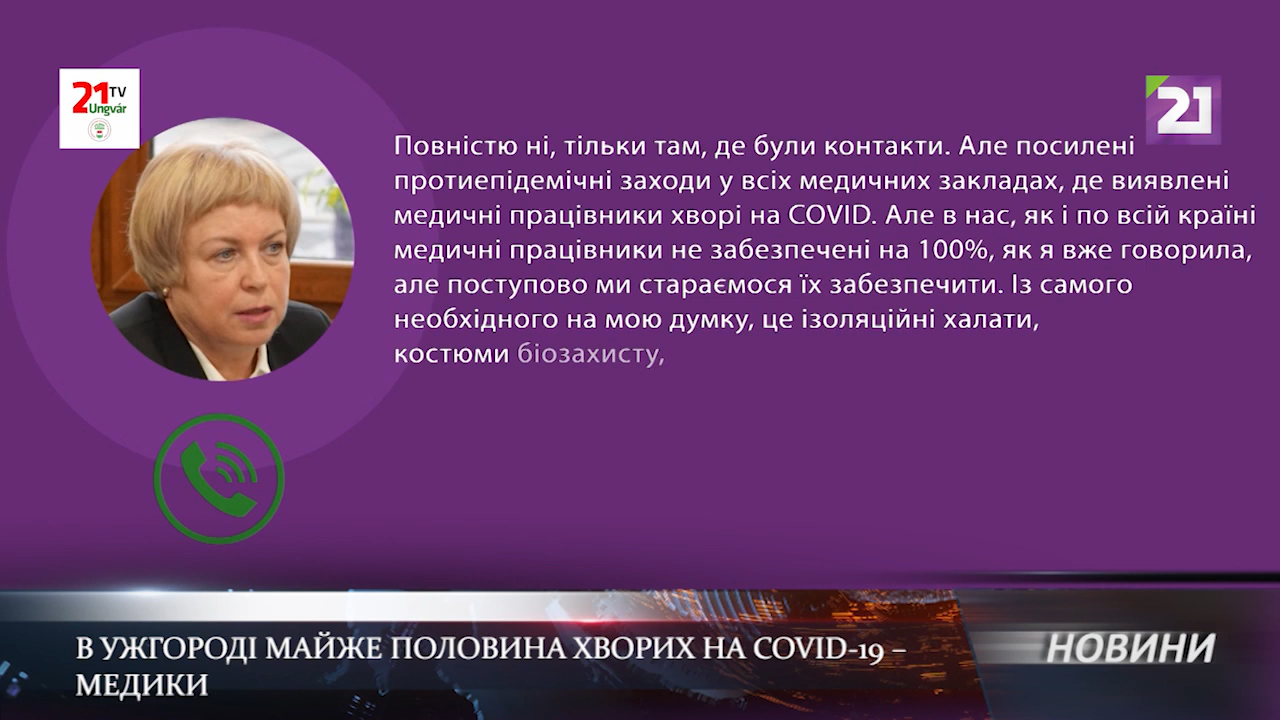 21 TV
Ungvár
21
Повністю ні, тільки там, де були контакти. Але посилені
протиепідемічні заходи у всіх медичних закладах, де виявлені
медичні працівники хворі на COVID. Але в нас, як і по всій країні
медичні працівники не забезпечені на 100%, як я вже говорила,
але поступово ми стараємося їх забезпечити. Із самого
необхідного на мою думку, це ізоляційні халати,
костюми біозахисту,
В УЖГОРОДІ МАЙЖЕ ПОЛОВИНА ХВОРИХ НА COVID-19 –
МЕДИКИ
НОВИНИ